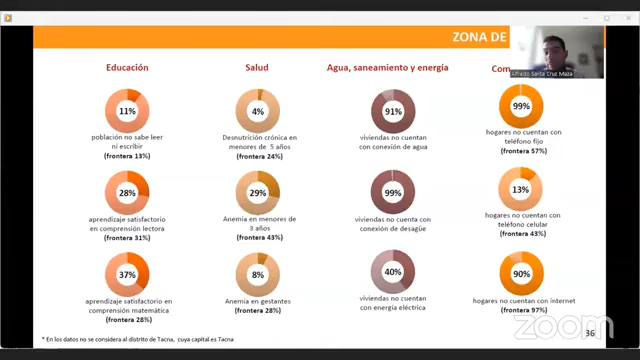 ZONA DE
Alfredo Santa Cruz Meza
Educación
Salud
Agua, saneamiento y energía
Com
11%
población no sabe leer
ni escribir
(frontera 13%)
4%
Desnutrición crónica en
menores de 5 años
(frontera 24%)
91%
viviendas no cuentan
con conexión de agua
99%
hogares no cuentan con
teléfono fijo
(frontera 57%)
28%
aprendizaje satisfactorio
en comprensión lectora
(frontera 31%)
29%
Anemia en menores de
3 años
(frontera 43%)
99%
viviendas no cuenta con
conexión de desagüe
13%
hogares no cuentan con
teléfono celular
(frontera 43%)
37%
aprendizaje satisfactorio en
comprensión matemática
(frontera 28%)
8%
Anemia en gestantes
(frontera 28%)
40%
viviendas no cuentan
con energía eléctrica
90%
hogares no cuentan con internet
(frontera 97%)
* En los datos no se considera al distrito de Tacna, cuya capital es Tacna
36
zoom